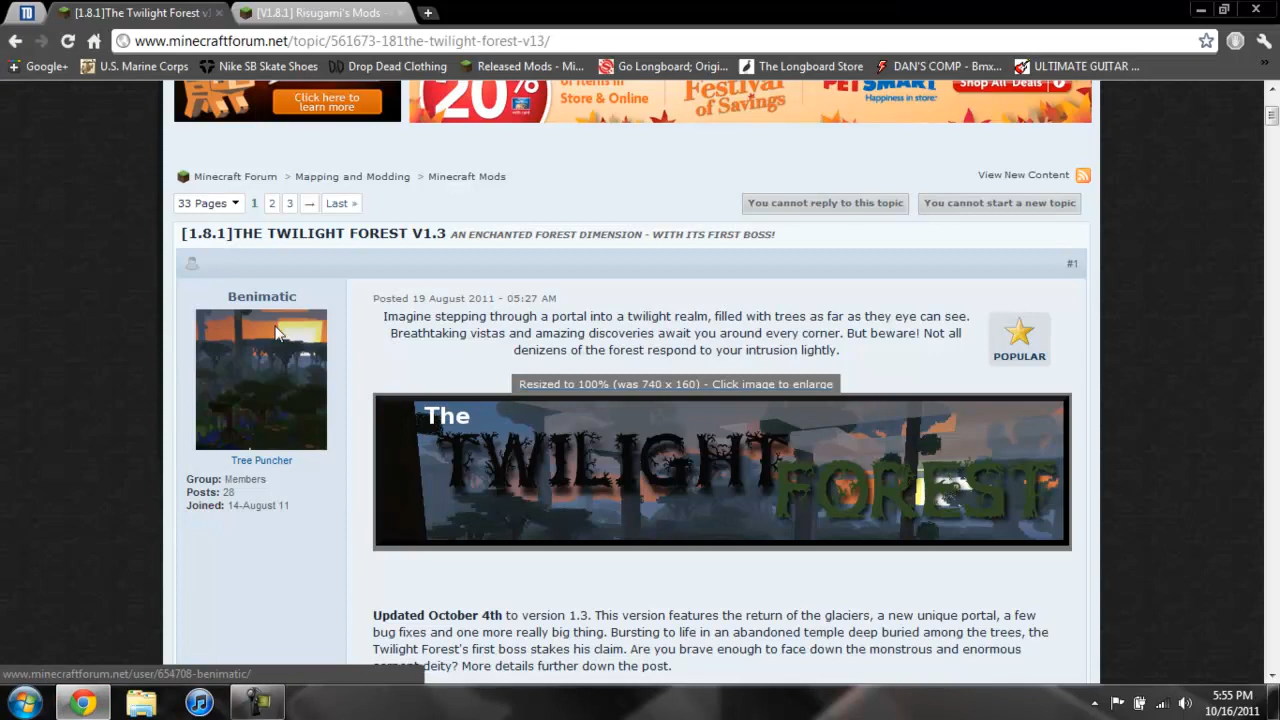 [1.8.1]The Twilight Forest v
[V1.8.1] Risugami's Mods -
www.minecraftforum.net/topic/561673-181the-twilight-forest-v13/
Google+ U.S. Marine Corps Nike SB Skate Shoes Drop Dead Clothing Released Mods - Mi... Go Longboard; Origi... The Longboard Store DAN'S COMP - Bmx... ULTIMATE GUITAR ...
Click here to
learn more
20%
of items in
Store & Online
Festival
of Savings
PETSMART
Happiness in store
Shop All Deals
Minecraft Forum > Mapping and Modding > Minecraft Mods
View New Content
33 Pages 1 2 3 → Last »
You cannot reply to this topic
You cannot start a new topic
[1.8.1]THE TWILIGHT FOREST V1.3 AN ENCHANTED FOREST DIMENSION - WITH ITS FIRST BOSS!
#1
Benimatic
Tree Puncher
Group: Members
Posts: 28
Joined: 14-August 11
Posted 19 August 2011 - 05:27 AM
Imagine stepping through a portal into a twilight realm, filled with trees as far as they eye can see.
Breathtaking vistas and amazing discoveries await you around every corner. But beware! Not all
denizens of the forest respond to your intrusion lightly.
POPULAR
Resized to 100% (was 740 x 160) - Click image to enlarge
The
TWILIGHT
FOREST
Updated October 4th to version 1.3. This version features the return of the glaciers, a new unique portal, a few
bug fixes and one more really big thing. Bursting to life in an abandoned temple deep buried among the trees, the
Twilight Forest's first boss stakes his claim. Are you brave enough to face down the monstrous and enormous
deity? More details further down the post.
www.minecraftforum.net/user/654708-benimatic/
5:55 PM
10/16/2011